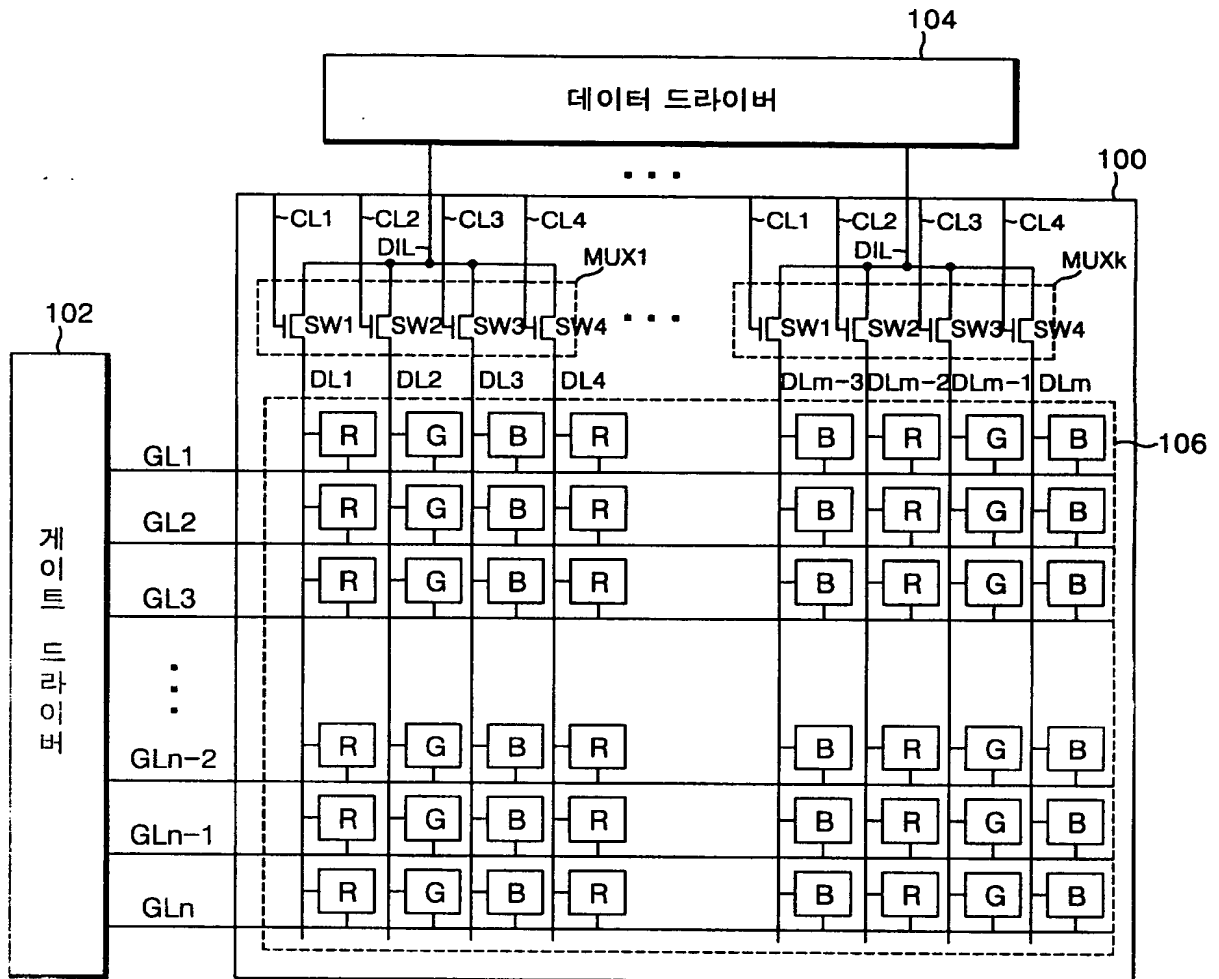 104
데이터 드라이버
...
100
CL1 CL2 CL3 CL4 CL1 CL2 CL3 CL4
DIL DIL
MUX1 MUXk
102
SW1 SW2 SW3 SW4 ... SW1 SW2 SW3 SW4
DL1 DL2 DL3 DL4 DLm-3 DLm-2 DLm-1 DLm
R G B R B R G B
106
GL1
R G B R B R G B
GL2
R G B R B R G B
GL3
게이트 드라이버
...
R G B R B R G B
GLn-2
R G B R B R G B
GLn-1
R G B R B R G B
GLn